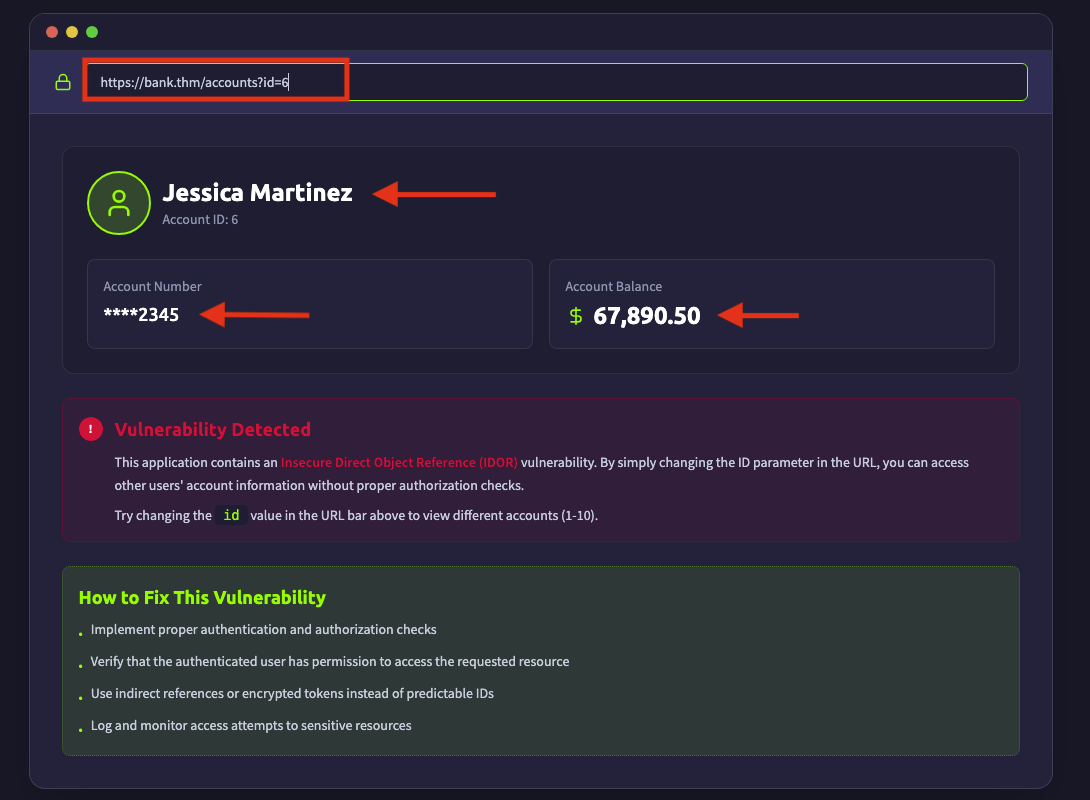 https://bank.thm/accounts?id=6
Jessica Martinez
Account ID: 6
Account Number
****2345
Account Balance
$ 67,890.50
! Vulnerability Detected
This application contains an Insecure Direct Object Reference (IDOR) vulnerability. By simply changing the ID parameter in the URL, you can access
other users' account information without proper authorization checks.
Try changing the id value in the URL bar above to view different accounts (1-10).
How to Fix This Vulnerability
• Implement proper authentication and authorization checks
• Verify that the authenticated user has permission to access the requested resource
• Use indirect references or encrypted tokens instead of predictable IDs
• Log and monitor access attempts to sensitive resources